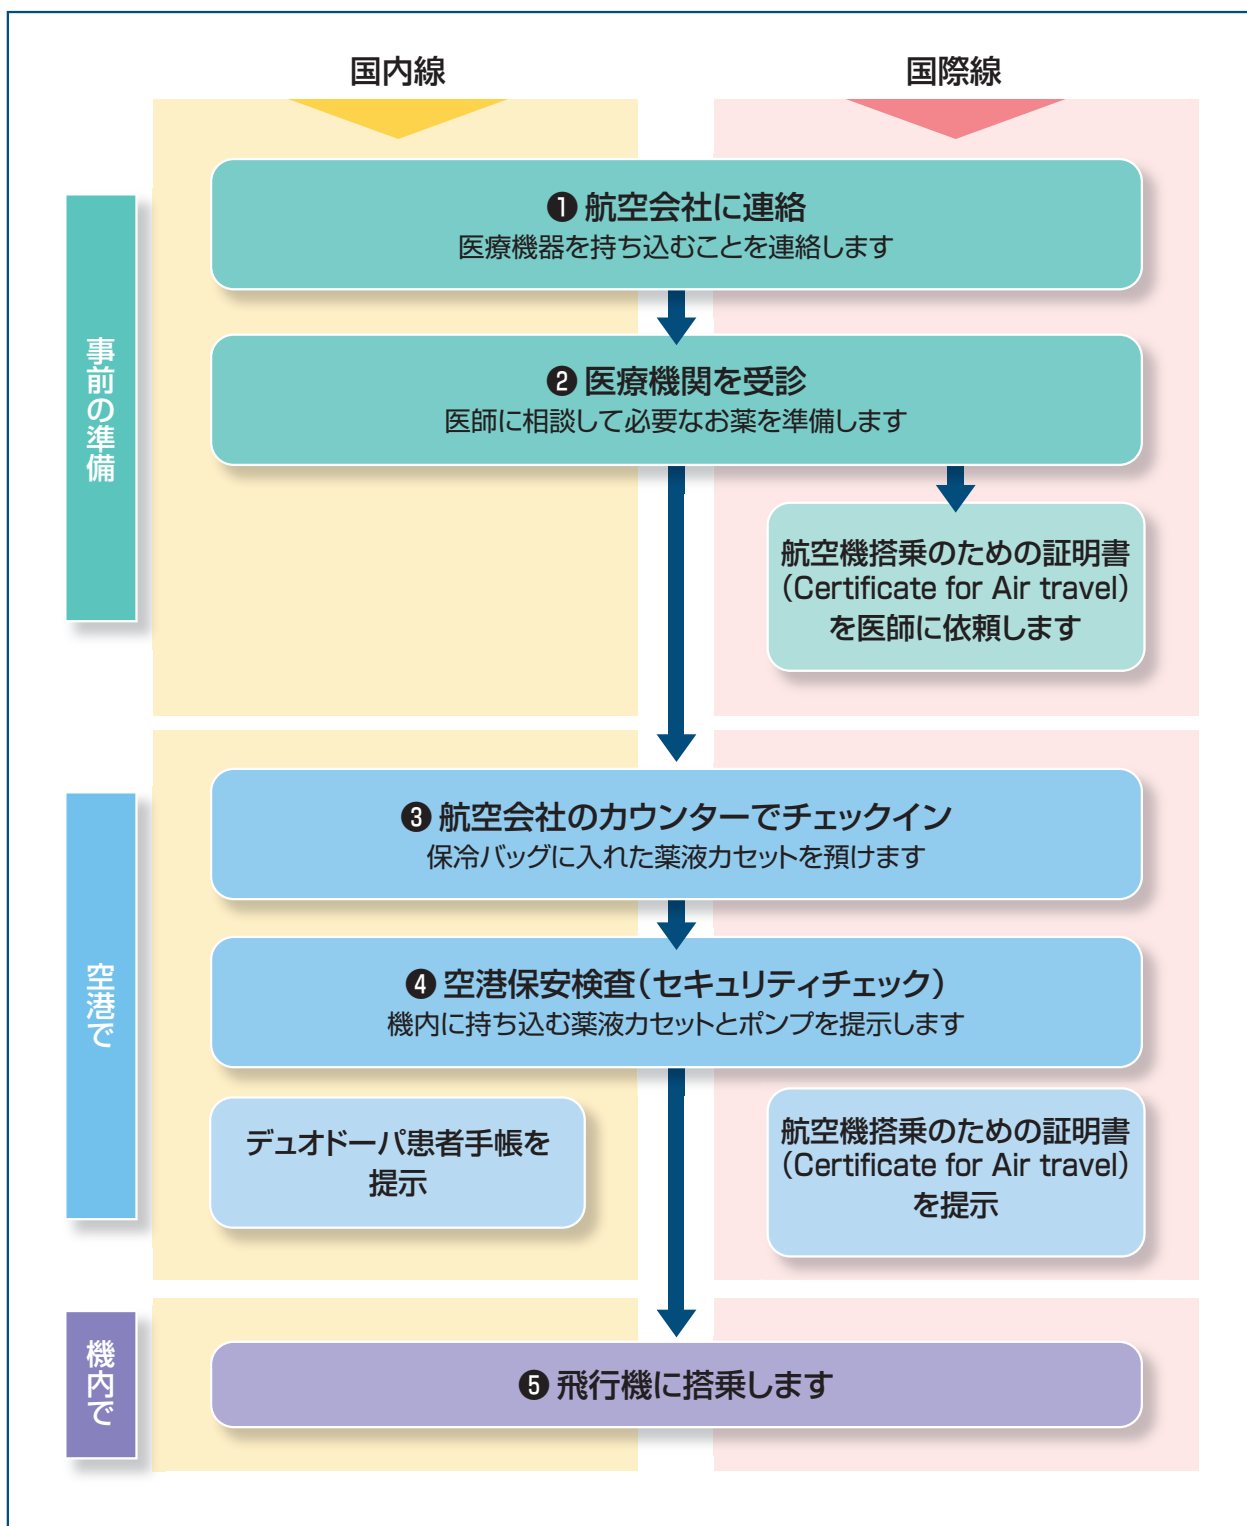 国内線
国際線
事前の準備
❶ 航空会社に連絡
医療機器を持ち込むことを連絡します
❷ 医療機関を受診
医師に相談して必要なお薬を準備します
航空機搭乗のための証明書
（Certificate for Air travel）
を医師に依頼します
空港で
❸ 航空会社のカウンターでチェックイン
保冷バッグに入れた薬液カセットを預けます
❹ 空港保安検査（セキュリティチェック）
機内に持ち込む薬液カセットとポンプを提示します
デュオドーパ患者手帳を
提示
航空機搭乗のための証明書
（Certificate for Air travel）
を提示
機内で
❺ 飛行機に搭乗します